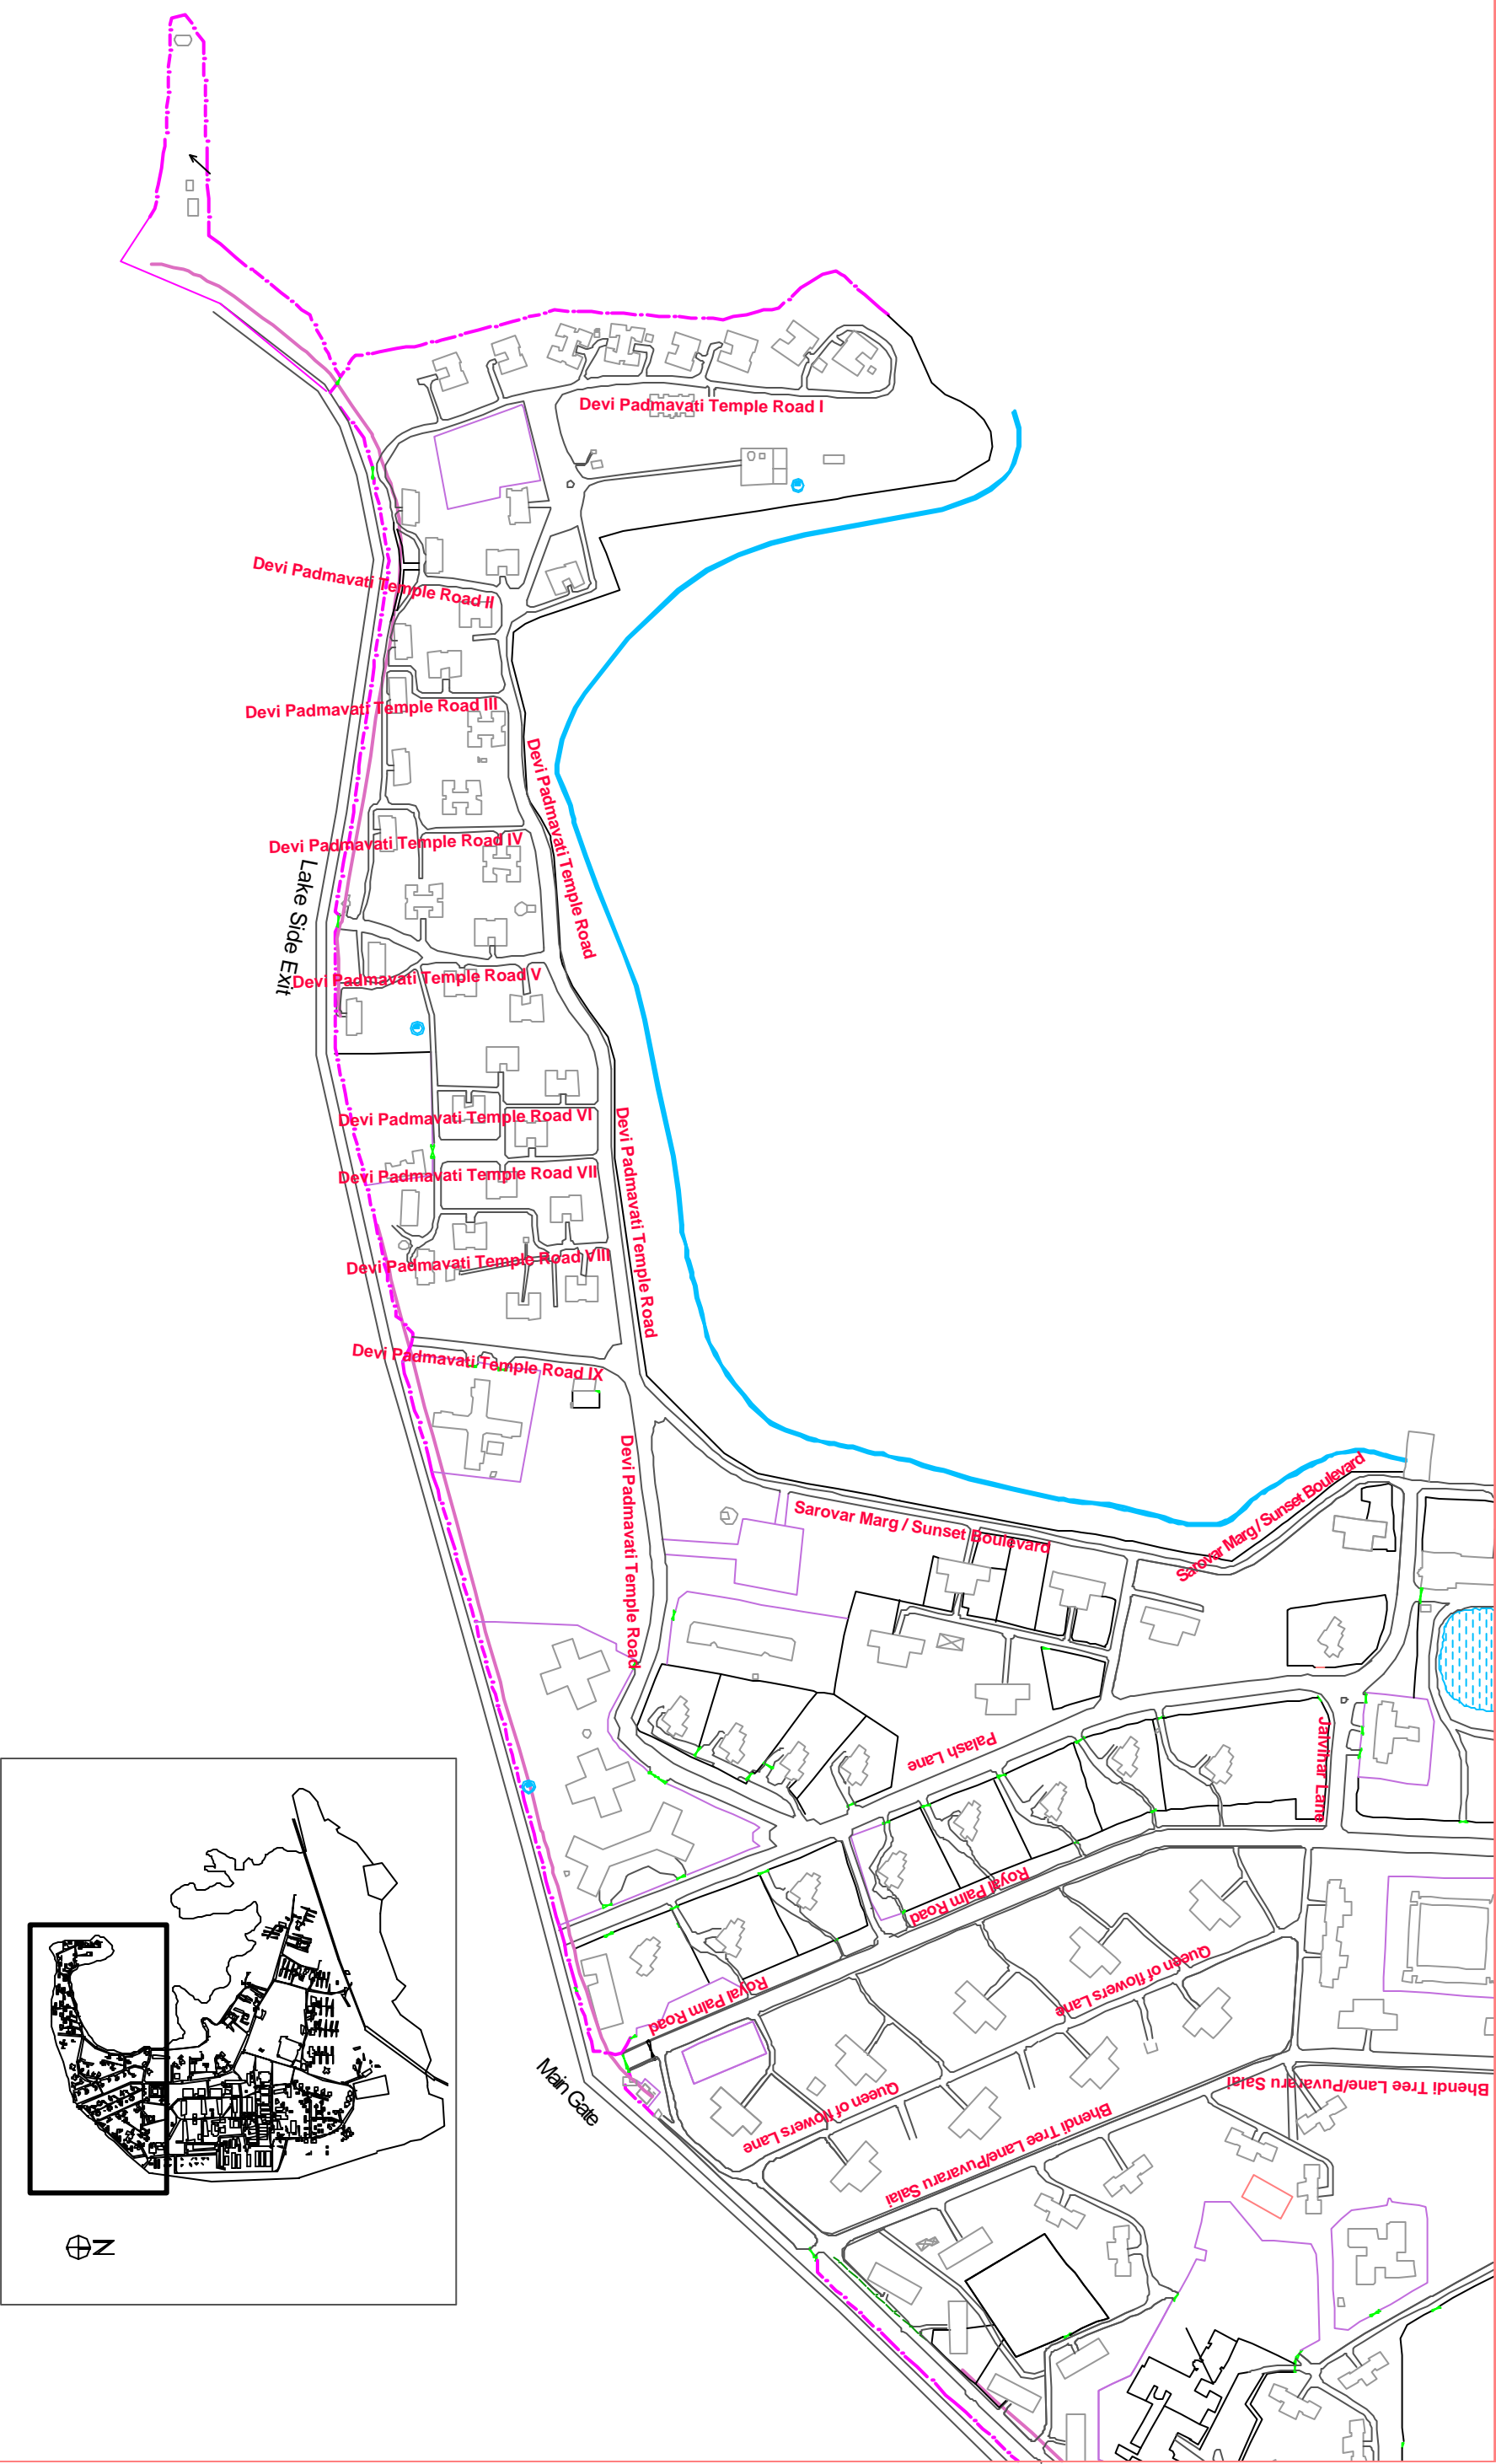 Devi Padmavati Temple Road I
Devi Padmavati Temple Road II
Devi Padmavati Temple Road III
Devi Padmavati Temple Road
Devi Padmavati Temple Road IV
Lake Side Exit
Devi Padmavati Temple Road V
Devi Padmavati Temple Road VI
Devi Padmavati Temple Road
Devi Padmavati Temple Road VII
Devi Padmavati Temple Road VIII
Devi Padmavati Temple Road IX
Devi Padmavati Temple Road
Sarovar Marg / Sunset Boulevard
Sarovar Marg / Sunset Boulevard
Palash Lane
Jalvihar Lane
Royal Palm Road
Royal Palm Road
Queen of flowers Lane
Queen of flowers Lane
Main Gate
Bhendi Tree Lane/Puvararu Salai
Bhendi Tree Lane/Puvararu Salai
N